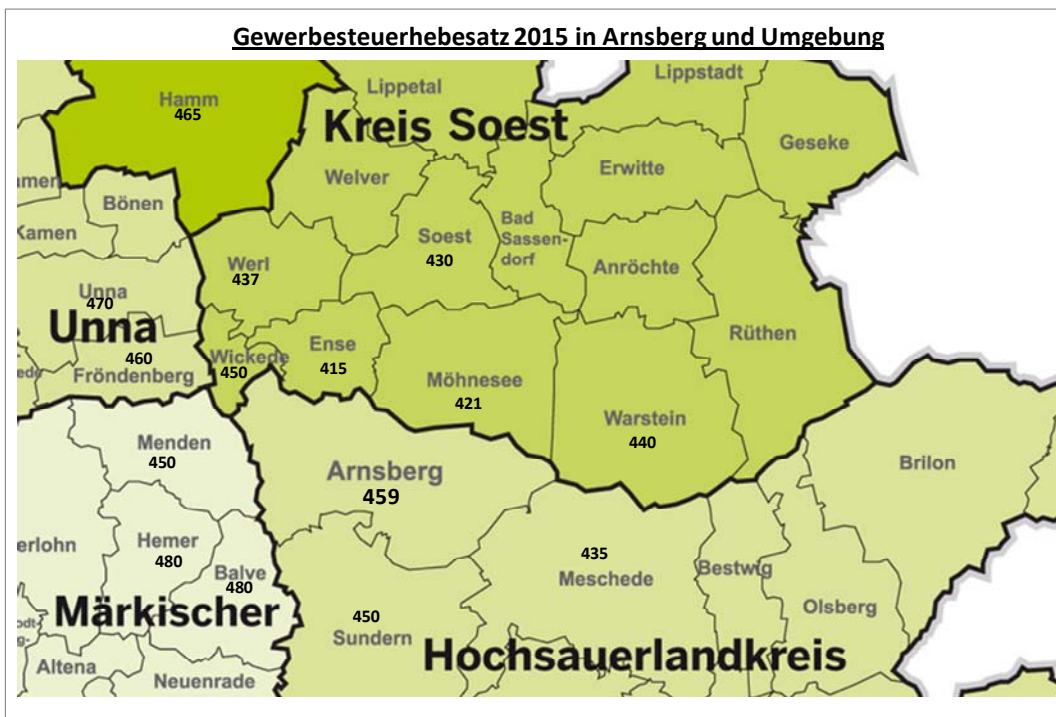 Gewerbesteuerhebesatz 2015 in Arnsberg und Umgebung
Hamm
465
Lippetal
Lippstadt
Kreis Soest
Geseke
Welver
Erwitte
amen
Bönen
Kamen
Soest
430
Bad
Sassen-
dorf
Werl
437
Anröchte
Unna
470
Unna
460
Fröndenberg
ede
Wickede
450
Ense
415
Möhnesee
421
Rüthen
Warstein
440
Menden
450
Arnsberg
459
Brilon
erlohn
Hemer
480
Balve
480
435
Meschede
Bestwig
Olsberg
Märkischer
450
Sundern
Hochsauerlandkreis
Altena
Neuenrade